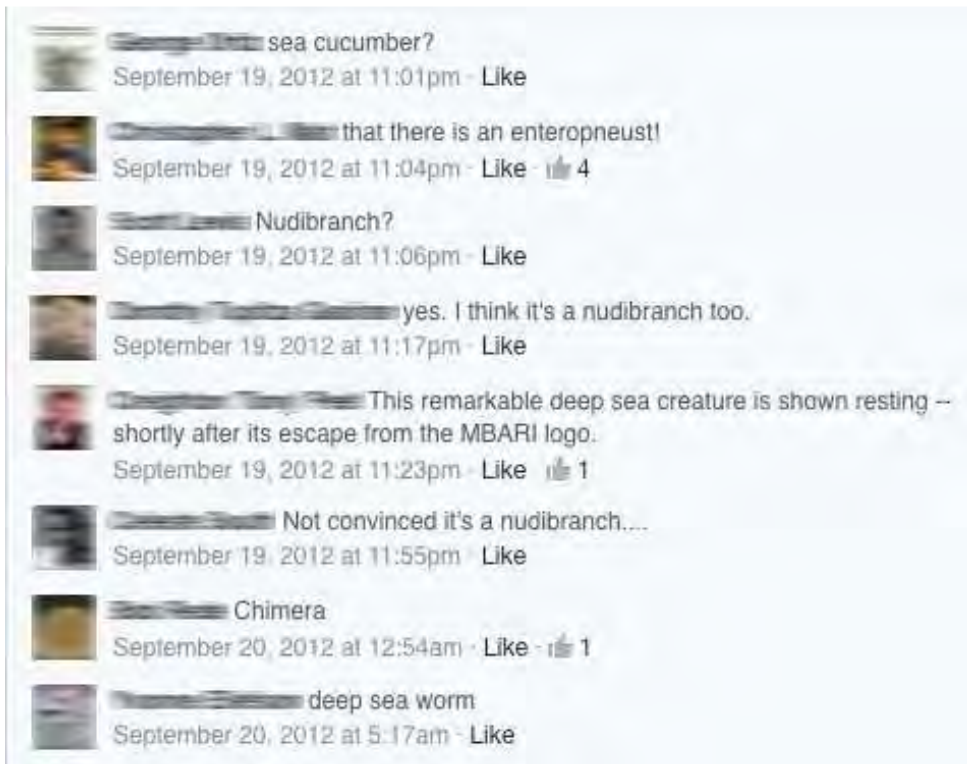 sea cucumber?
September 19, 2012 at 11:01pm · Like
that there is an enteropneust!
September 19, 2012 at 11:04pm · Like · 4
Nudibranch?
September 19, 2012 at 11:06pm · Like
yes. I think it's a nudibranch too.
September 19, 2012 at 11:17pm · Like
This remarkable deep sea creature is shown resting --
shortly after its escape from the MBARI logo.
September 19, 2012 at 11:23pm · Like 1
Not convinced it's a nudibranch....
September 19, 2012 at 11:55pm · Like
Chimera
September 20, 2012 at 12:54am · Like · 1
deep sea worm
September 20, 2012 at 5:17am · Like